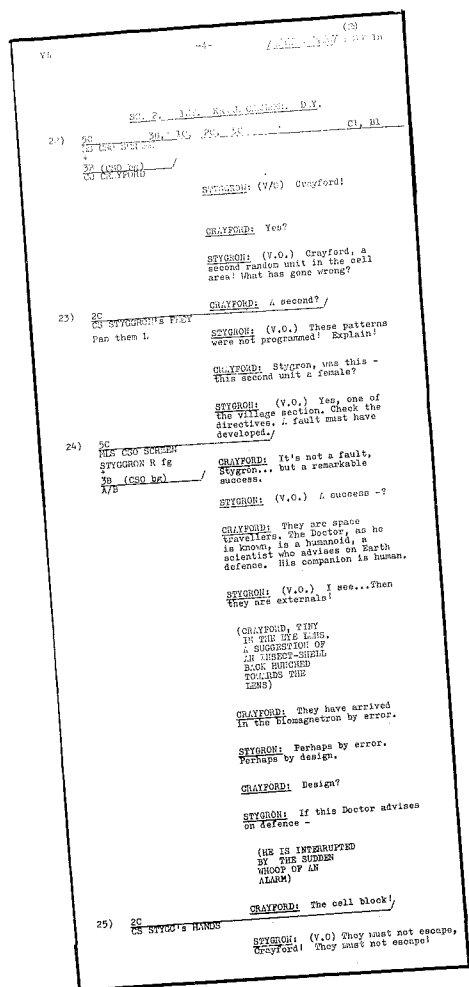 -4-
SC. 2.
D.Y.
22) 5C 3B, 1C, 2C, 5C C1, B1
+
3B (CSO bg) /
CU CRAYFORD
STYGGRON: (V/O) Crayford!
CRAYFORD: Yes?
STYGRON: (V.O.) Crayford, a
second random unit in the cell
area! What has gone wrong?
CRAYFORD: A second? /
23) 2C
CS STYGGRON's FEET
Pan them L
STYGRON: (V.O.) These patterns
were not programmed! Explain!
CRAYFORD: Stygron, was this -
this second unit a female?
STYGRON: (V.O.) Yes, one of
the village section. Check the
directives. A fault must have
developed. /
24) 5C
MLS CSO SCREEN
STYGGRON R fg
+
3B (CSO bg) /
A/B
CRAYFORD: It's not a fault,
Stygron... but a remarkable
success.
STYGRON: (V.O.) A success -?
CRAYFORD: They are space
travellers. The Doctor, as he
is known, is a humanoid, a
scientist who advises on Earth
defence. His companion is human.
STYGRON: (V.O.) I see...Then
they are externals!
(CRAYFORD, TINY
IN THE EYE LENS.
A SUGGESTION OF
AN INSECT-SHELL
BACK HUNCHED
TOWARDS THE
LENS)
CRAYFORD: They have arrived
in the biomagnetron by error.
STYGRON: Perhaps by error.
Perhaps by design.
CRAYFORD: Design?
STYGRON: If this Doctor advises
on defence -
(HE IS INTERRUPTED
BY THE SUDDEN
WHOOP OF AN
ALARM)
CRAYFORD: The cell block! /
25) 2C
CS STYGG's HANDS
STYGRON: (V.O) They must not escape,
Crayford! They must not escape!